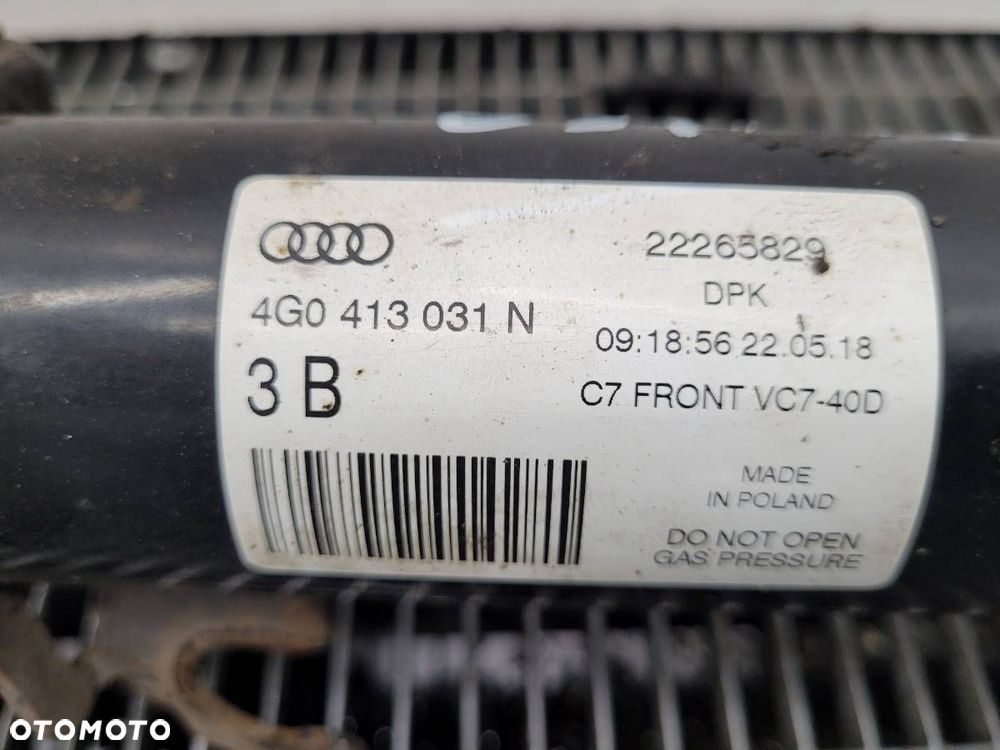 4G0 413 031 N
3 B
22265829
DPK
09:18:56 22.05.18
C7 FRONT VC7-40D
MADE
IN POLAND
DO NOT OPEN
GAS PRESSURE
OTOMOTO